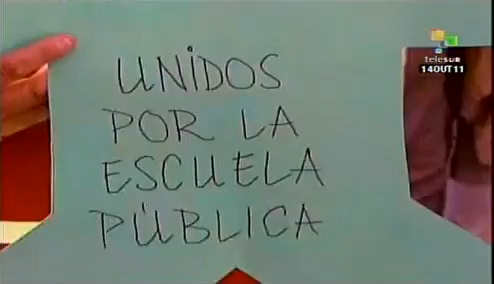 telesur
14OUT11
UNIDOS
POR LA
ESCUELA
PÚBLICA